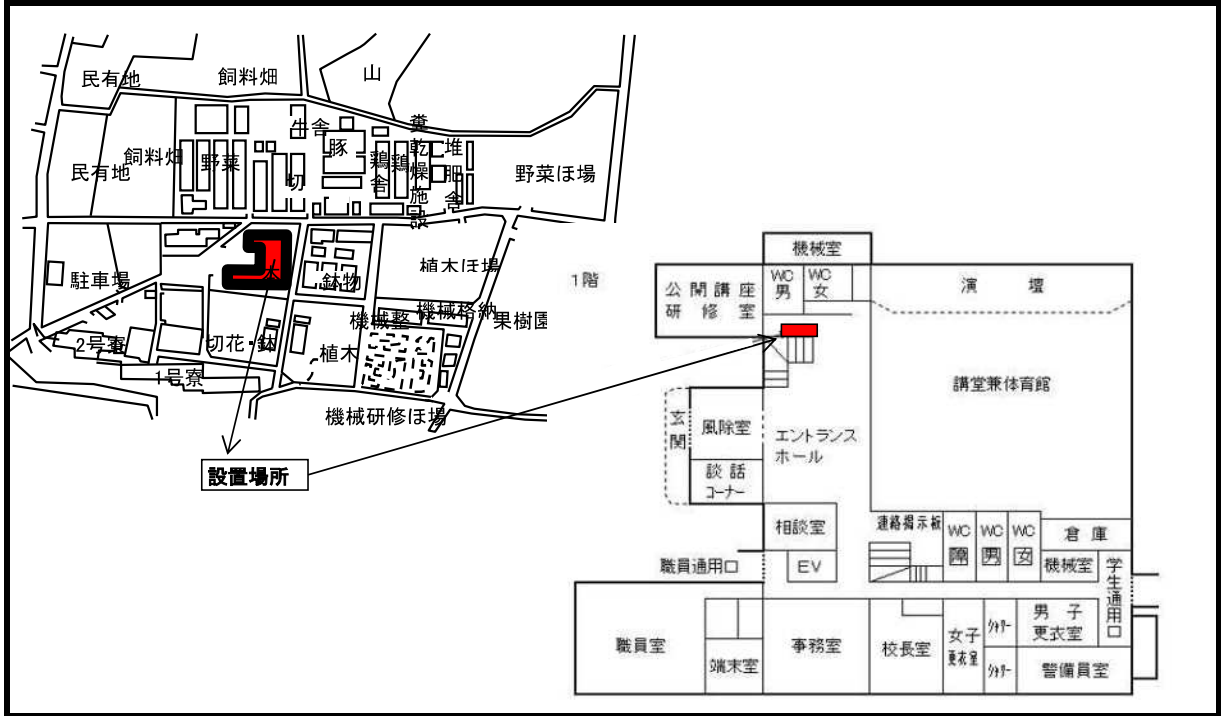 民有地
飼料畑
山
民有地
飼料畑
野菜
牛舎
豚
切
鶏舎
鶏
糞乾燥施設
堆肥舎
野菜ほ場
駐車場
本
鉢物
植木ほ場
機械整
機械格納
果樹園
2号寮
1号寮
切花・鉢
植木
機械研修ほ場
設置場所
1階
機械室
公開講座
研修室
WC
男
WC
女
演壇
講堂兼体育館
玄関
風除室
談話
コーナー
エントランス
ホール
相談室
連絡掲示板
WC
障
WC
男
WC
女
倉庫
機械室
学生通用口
職員通用口
EV
職員室
端末室
事務室
校長室
女子
更衣室
シャワー
シャワー
男子
更衣室
警備員室